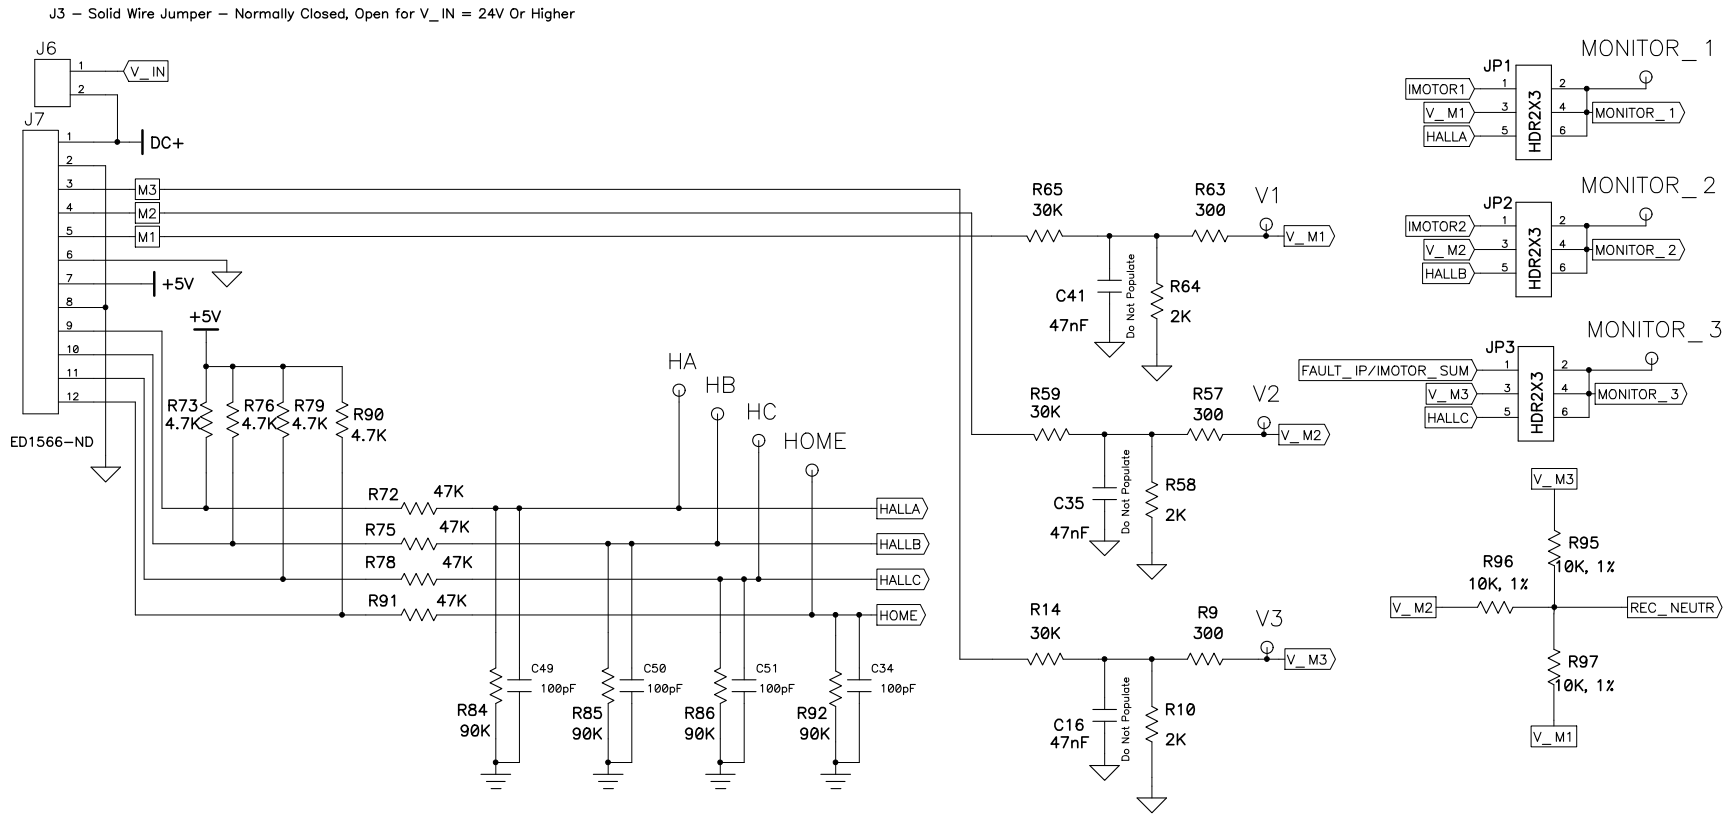 J3 - Solid Wire Jumper - Normally Closed, Open for V_IN = 24V Or Higher
J6
1
V_IN
2
J7
1
DC+
2
3
M3
4
M2
5
M1
6
7
+5V
8
9
10
11
12
ED1566-ND
+5V
R73
4.7K
R76
4.7K
R79
4.7K
R90
4.7K
R72
47K
R75
47K
R78
47K
R91
47K
HA
HB
HC
HOME
HALLA
HALLB
HALLC
HOME
R84
90K
C49
100pF
R85
90K
C50
100pF
R86
90K
C51
100pF
R92
90K
C34
100pF
R65
30K
R63
300
V1
V_M1
C41
47nF
Do Not Populate
R64
2K
R59
30K
R57
300
V2
V_M2
C35
47nF
Do Not Populate
R58
2K
R14
30K
R9
300
V3
V_M3
C16
47nF
Do Not Populate
R10
2K
MONITOR_1
JP1
IMOTOR1
1
2
V_M1
3
4
MONITOR_1
HALLA
5
6
HDR2X3
MONITOR_2
JP2
IMOTOR2
1
2
V_M2
3
4
MONITOR_2
HALLB
5
6
HDR2X3
MONITOR_3
JP3
FAULT_IP/IMOTOR_SUM
1
2
V_M3
3
4
MONITOR_3
HALLC
5
6
HDR2X3
V_M3
R95
10K, 1%
R96
10K, 1%
V_M2
REC_NEUTR
R97
10K, 1%
V_M1